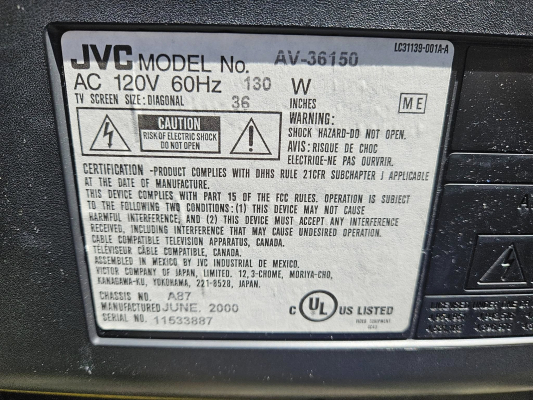 LC31139-001A-A
JVC MODEL No. AV-36150
AC 120V 60Hz 130 W
TV SCREEN SIZE:DIAGONAL 36 INCHES
ME
CAUTION
RISK OF ELECTRIC SHOCK
DO NOT OPEN
WARNING:
SHOCK HAZARD-DO NOT OPEN.
AVIS: RISQUE DE CHOC
ELECTRIQE-NE PAS OUVRIR.
CERTIFICATION-PRODUCT COMPLIES WITH DHHS RULE 21CFR SUBCHAPTER J APPLICABLE
AT THE DATE OF MANUFACTURE.
THIS DEVICE COMPLIES WITH PART 15 OF THE FCC RULES. OPERATION IS SUBJECT
TO THE FOLLOWING TWO CONDITIONS:(1) THIS DEVICE MAY NOT CAUSE
HARMFUL INTERFERENCE, AND (2) THIS DEVICE MUST ACCEPT ANY INTERFERENCE
RECEIVED, INCLUDING INTERFERENCE THAT MAY CAUSE UNDESIRED OPERATION.
CABLE COMPATIBLE TELEVISION APPARATUS, CANADA.
ASSEMBLED IN MEXICO BY JVC INDUSTRIAL DE MEXICO.
VICTOR COMPANY OF JAPAN, LIMITED. 12, 3-CHOME, MORIYA-CHO,
KANAGAWA-KU, YOKOHAMA, 221-8528, JAPAN.
CHASSIS NO. A87
MANUFACTURED JUNE, 2000
SERIAL NO. 11533887
C UL US LISTED